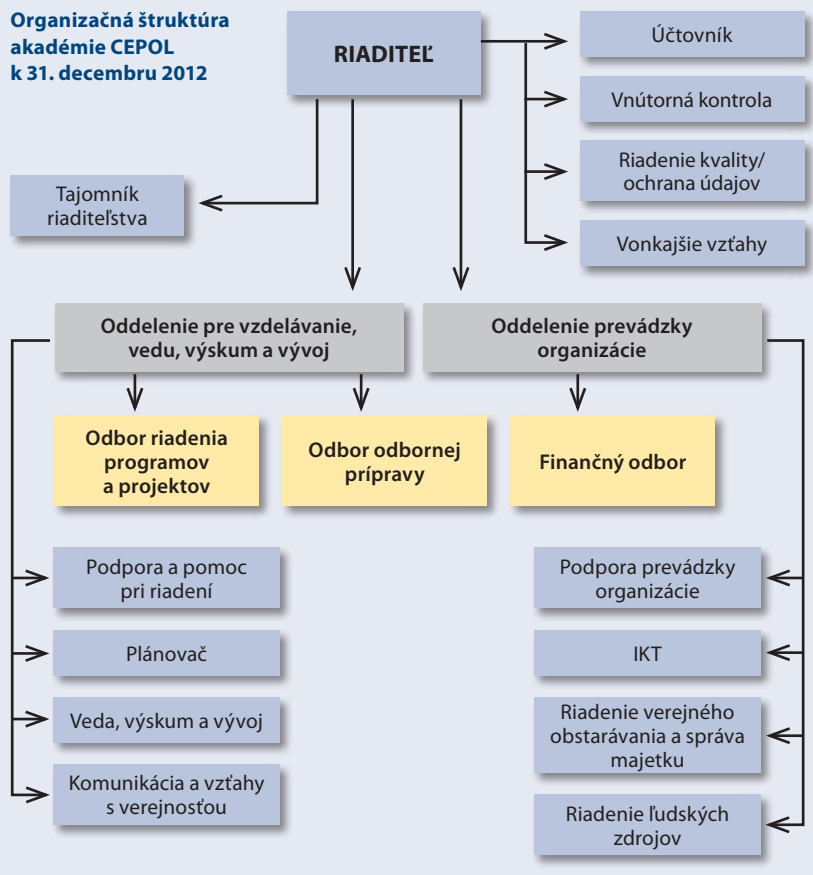 Organizačná štruktúra
akadémie CEPOL
k 31. decembru 2012
RIADITEĽ
Účtovník
Vnútorná kontrola
Riadenie kvality/
ochrana údajov
Vonkajšie vzťahy
Tajomník
riaditeľstva
Oddelenie pre vzdelávanie,
vedu, výskum a vývoj
Oddelenie prevádzky
organizácie
Odbor riadenia
programov
a projektov
Odbor odbornej
prípravy
Finančný odbor
Podpora a pomoc
pri riadení
Plánovač
Veda, výskum a vývoj
Komunikácia a vzťahy
s verejnosťou
Podpora prevádzky
organizácie
IKT
Riadenie verejného
obstarávania a správa
majetku
Riadenie ľudských
zdrojov